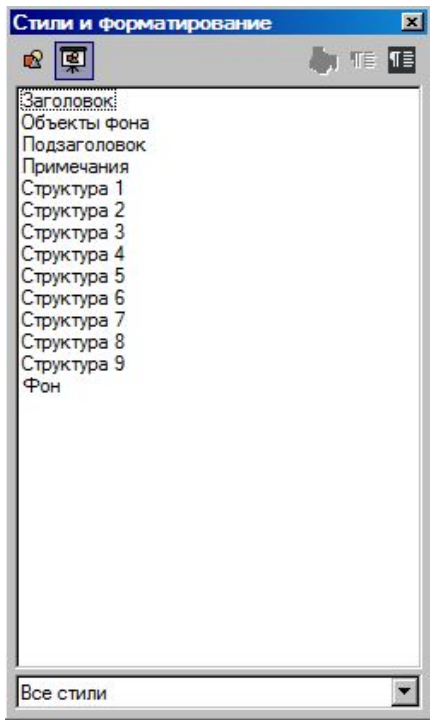 Стили и форматирование
Заголовок
Объекты фона
Подзаголовок
Примечания
Структура 1
Структура 2
Структура 3
Структура 4
Структура 5
Структура 6
Структура 7
Структура 8
Структура 9
Фон
Все стили